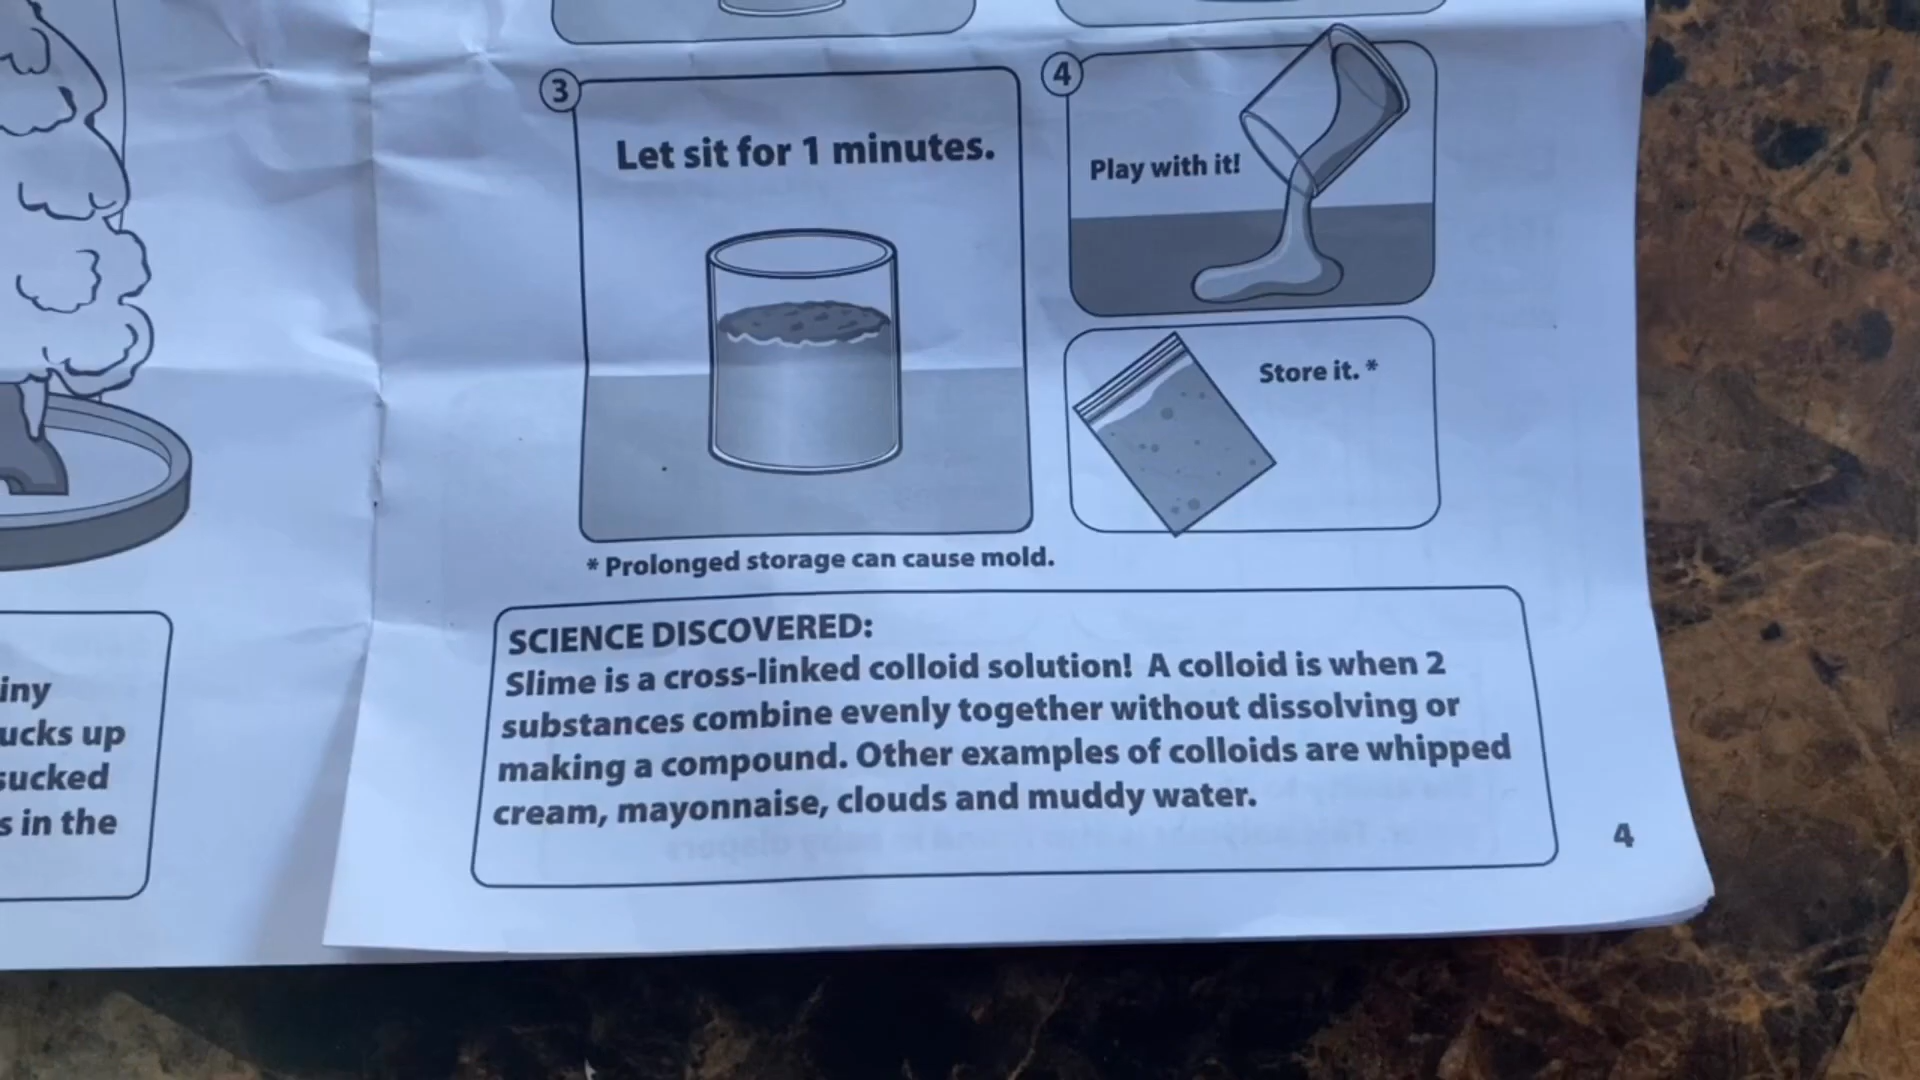 3
Let sit for 1 minutes.
4
Play with it!
Store it. *
* Prolonged storage can cause mold.
SCIENCE DISCOVERED:
Slime is a cross-linked colloid solution! A colloid is when 2
substances combine evenly together without dissolving or
making a compound. Other examples of colloids are whipped
cream, mayonnaise, clouds and muddy water.
iny
ucks up
sucked
s in the
4